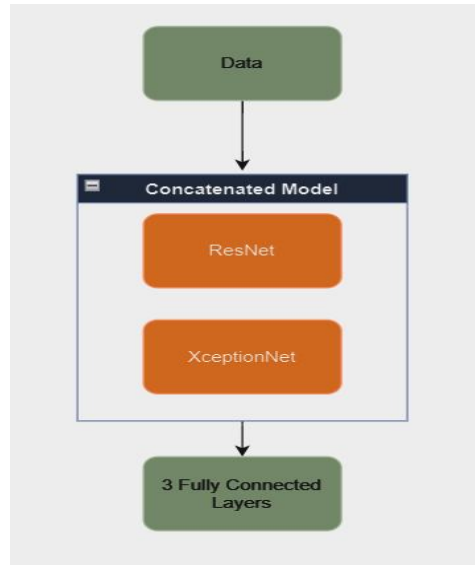 Data
Concatenated Model
ResNet
XceptionNet
3 Fully Connected
Layers